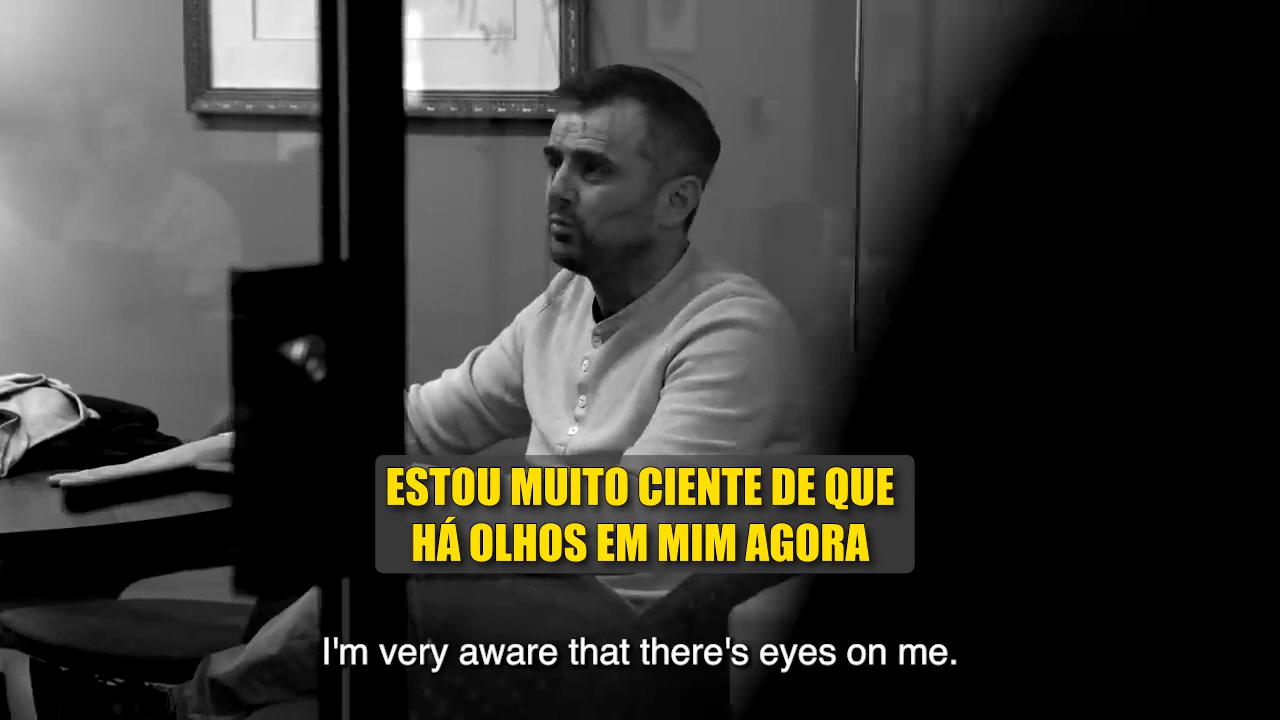 ESTOU MUITO CIENTE DE QUE
HÁ OLHOS EM MIM AGORA
I'm very aware that there's eyes on me.